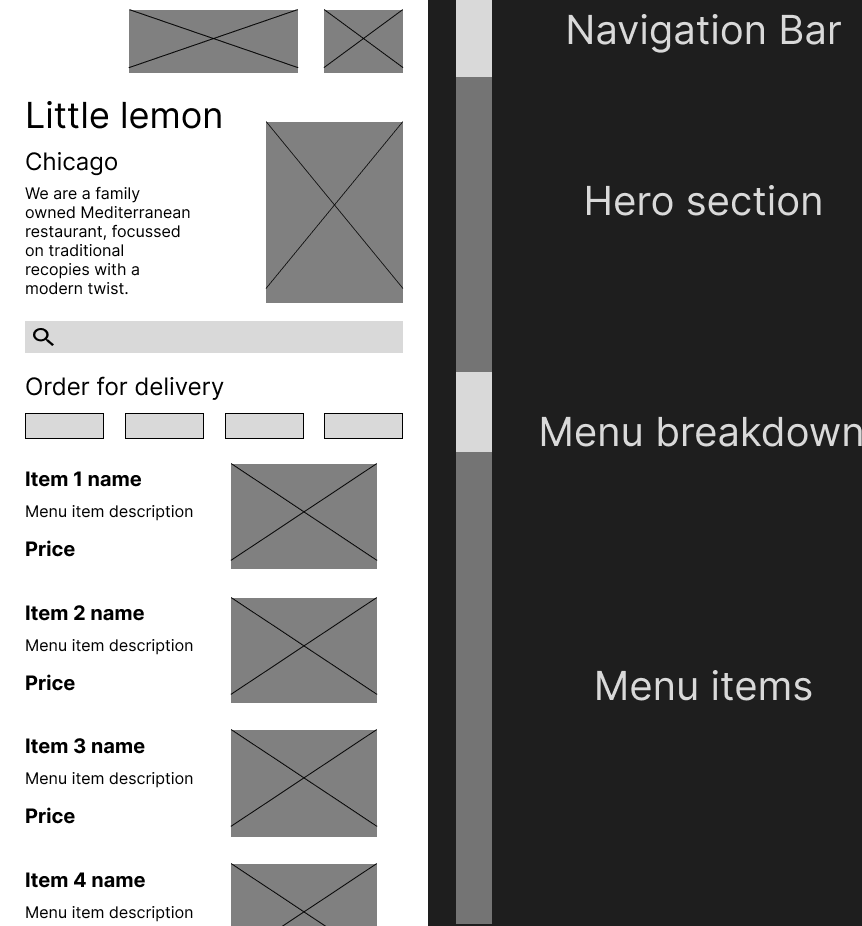 Little lemon
Chicago
We are a family
owned Mediterranean
restaurant, focussed
on traditional
recopies with a
modern twist.
Order for delivery
Item 1 name
Menu item description
Price
Item 2 name
Menu item description
Price
Item 3 name
Menu item description
Price
Item 4 name
Menu item description
Navigation Bar
Hero section
Menu breakdown
Menu items